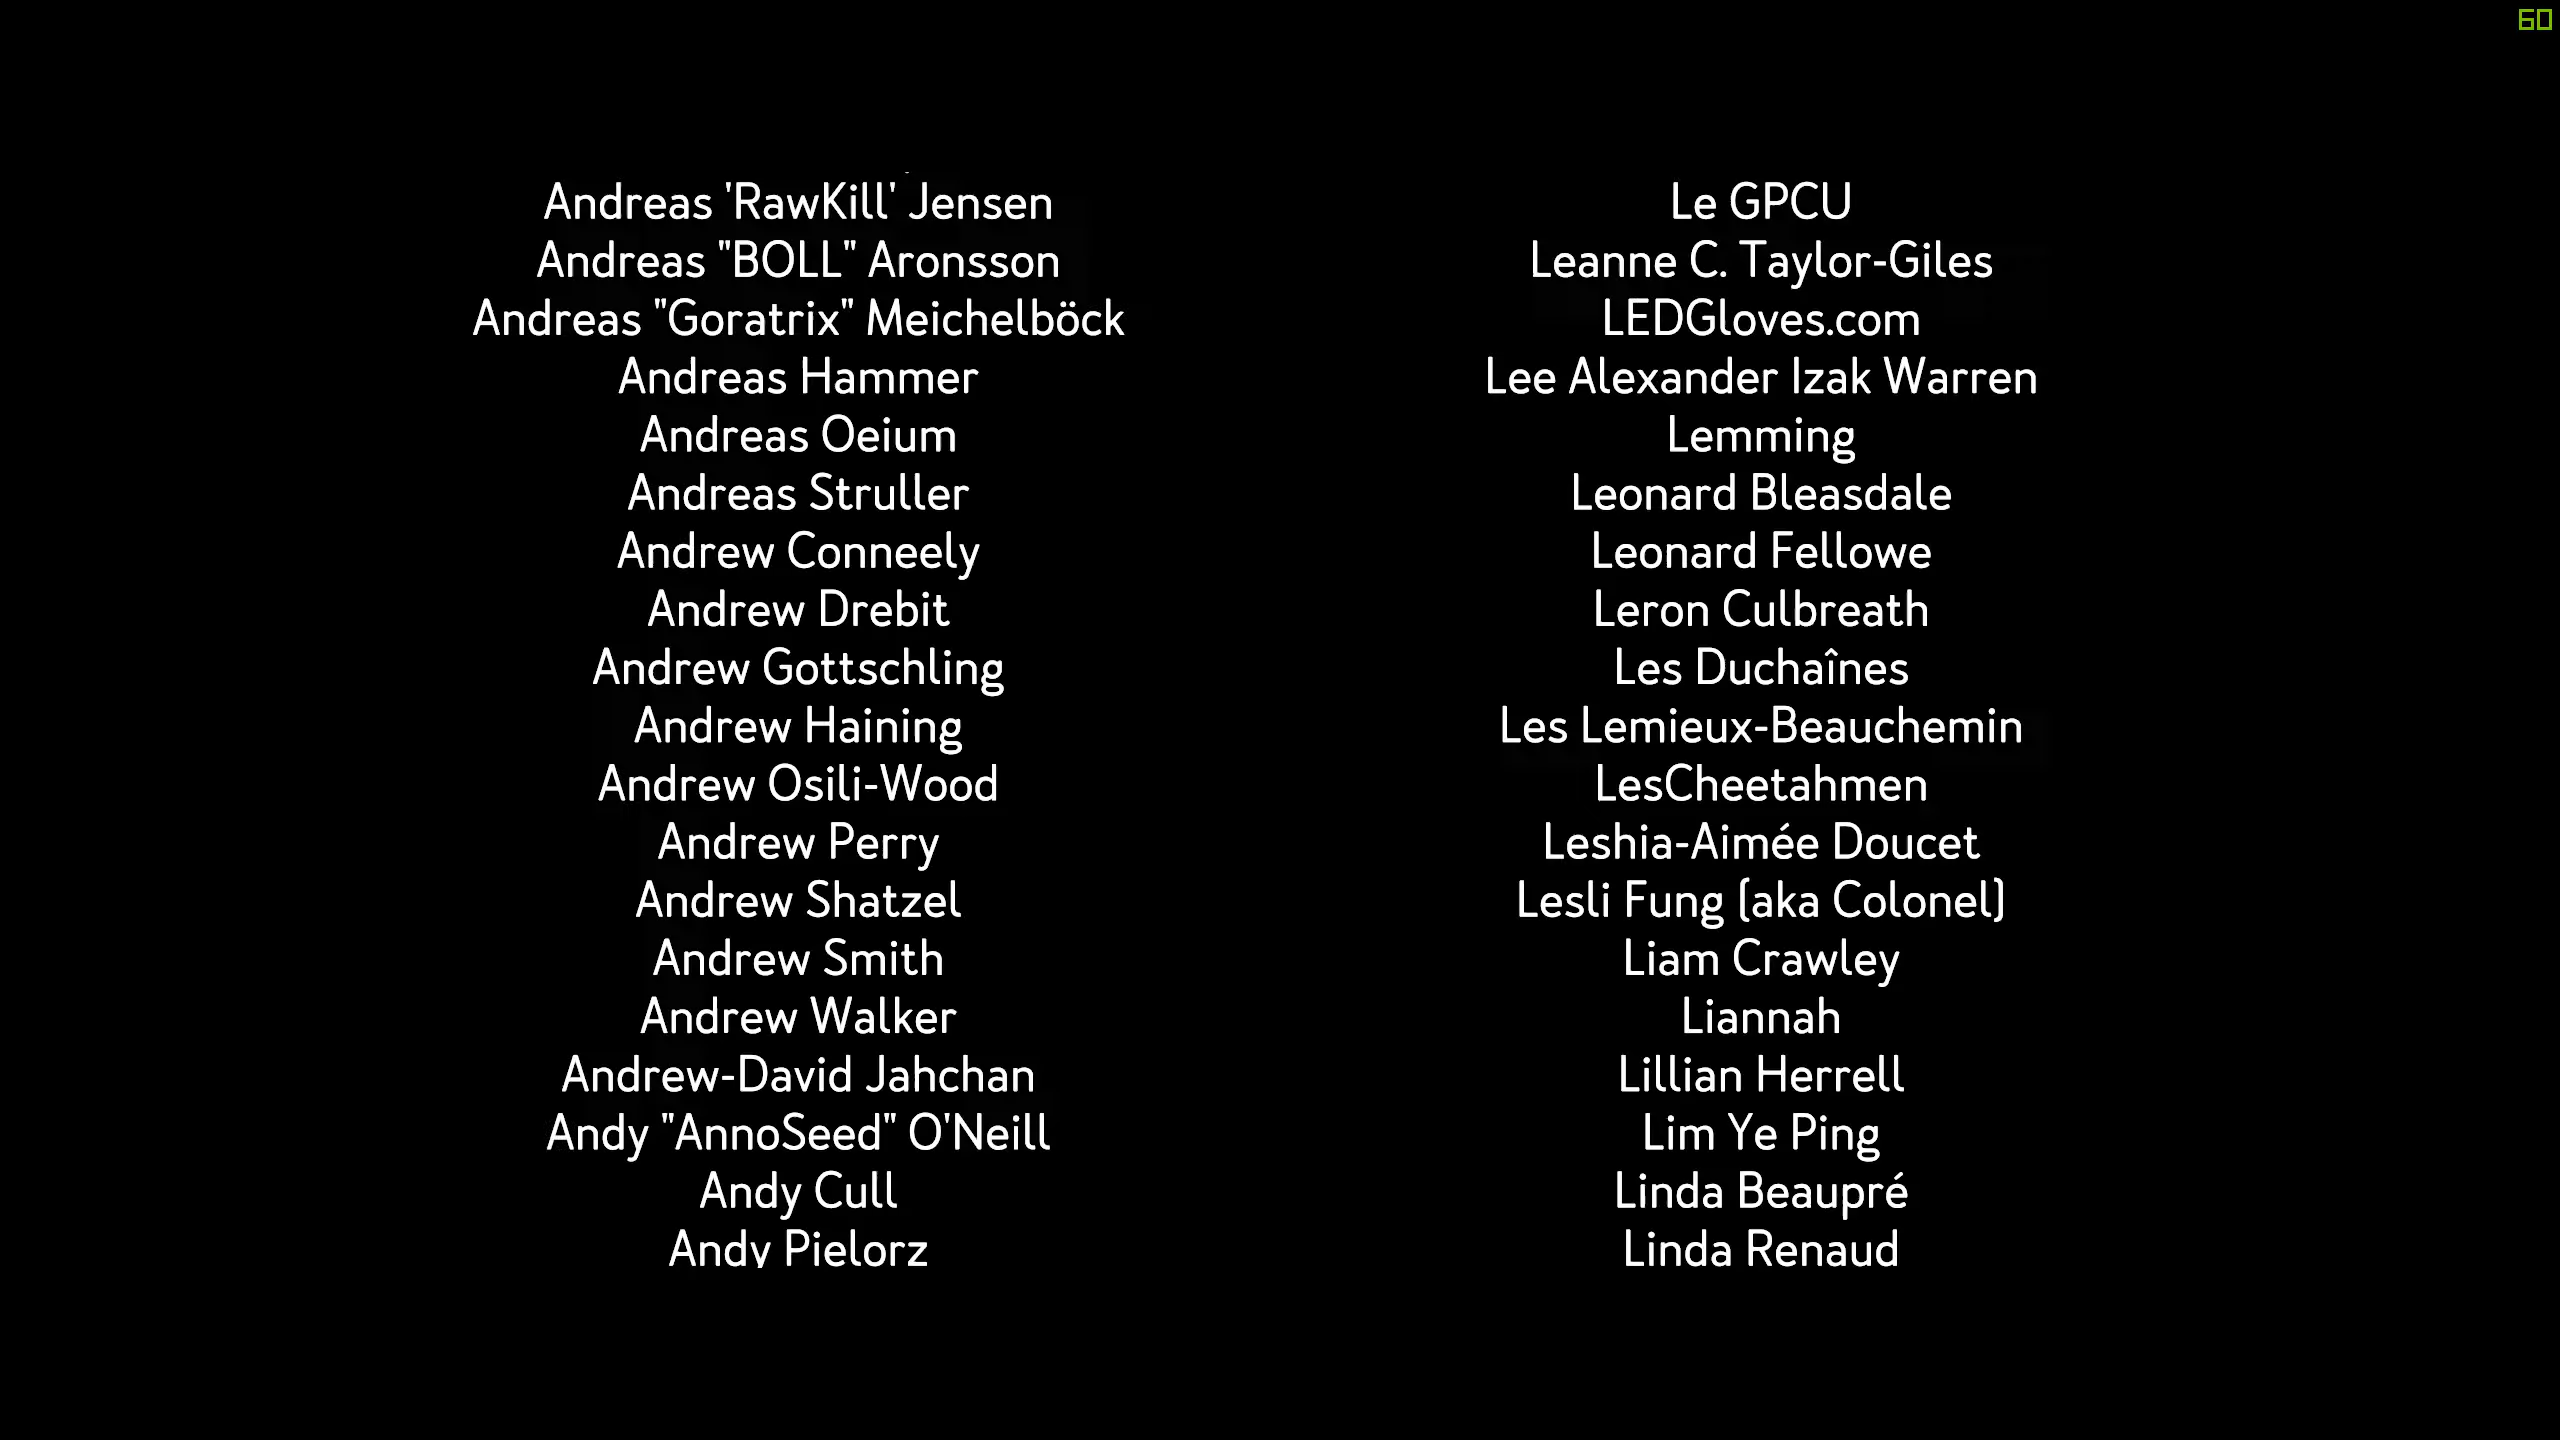 60
Andreas 'RawKill' Jensen
Andreas "BOLL" Aronsson
Andreas "Goratrix" Meichelböck
Andreas Hammer
Andreas Oeium
Andreas Struller
Andrew Conneely
Andrew Drebit
Andrew Gottschling
Andrew Haining
Andrew Osili-Wood
Andrew Perry
Andrew Shatzel
Andrew Smith
Andrew Walker
Andrew-David Jahchan
Andy "AnnoSeed" O'Neill
Andy Cull
Andy Pielorz
Le GPCU
Leanne C. Taylor-Giles
LEDGloves.com
Lee Alexander Izak Warren
Lemming
Leonard Bleasdale
Leonard Fellowe
Leron Culbreath
Les Duchaînes
Les Lemieux-Beauchemin
LesCheetahmen
Leshia-Aimée Doucet
Lesli Fung (aka Colonel)
Liam Crawley
Liannah
Lillian Herrell
Lim Ye Ping
Linda Beaupré
Linda Renaud